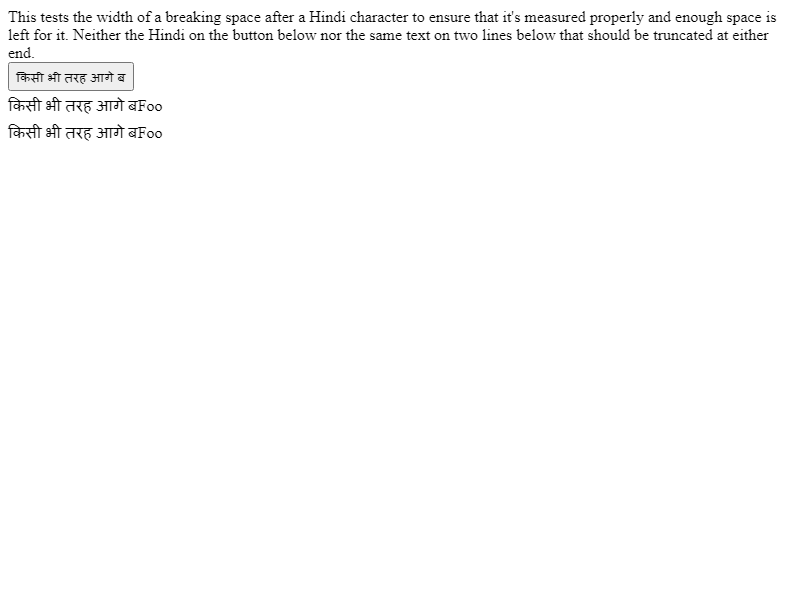 This tests the width of a breaking space after a Hindi character to ensure that it's measured properly and enough space is
left for it. Neither the Hindi on the button below nor the same text on two lines below that should be truncated at either
end.
किसी भी तरह आगे ब
किसी भी तरह आगे बFoo
किसी भी तरह आगे बFoo